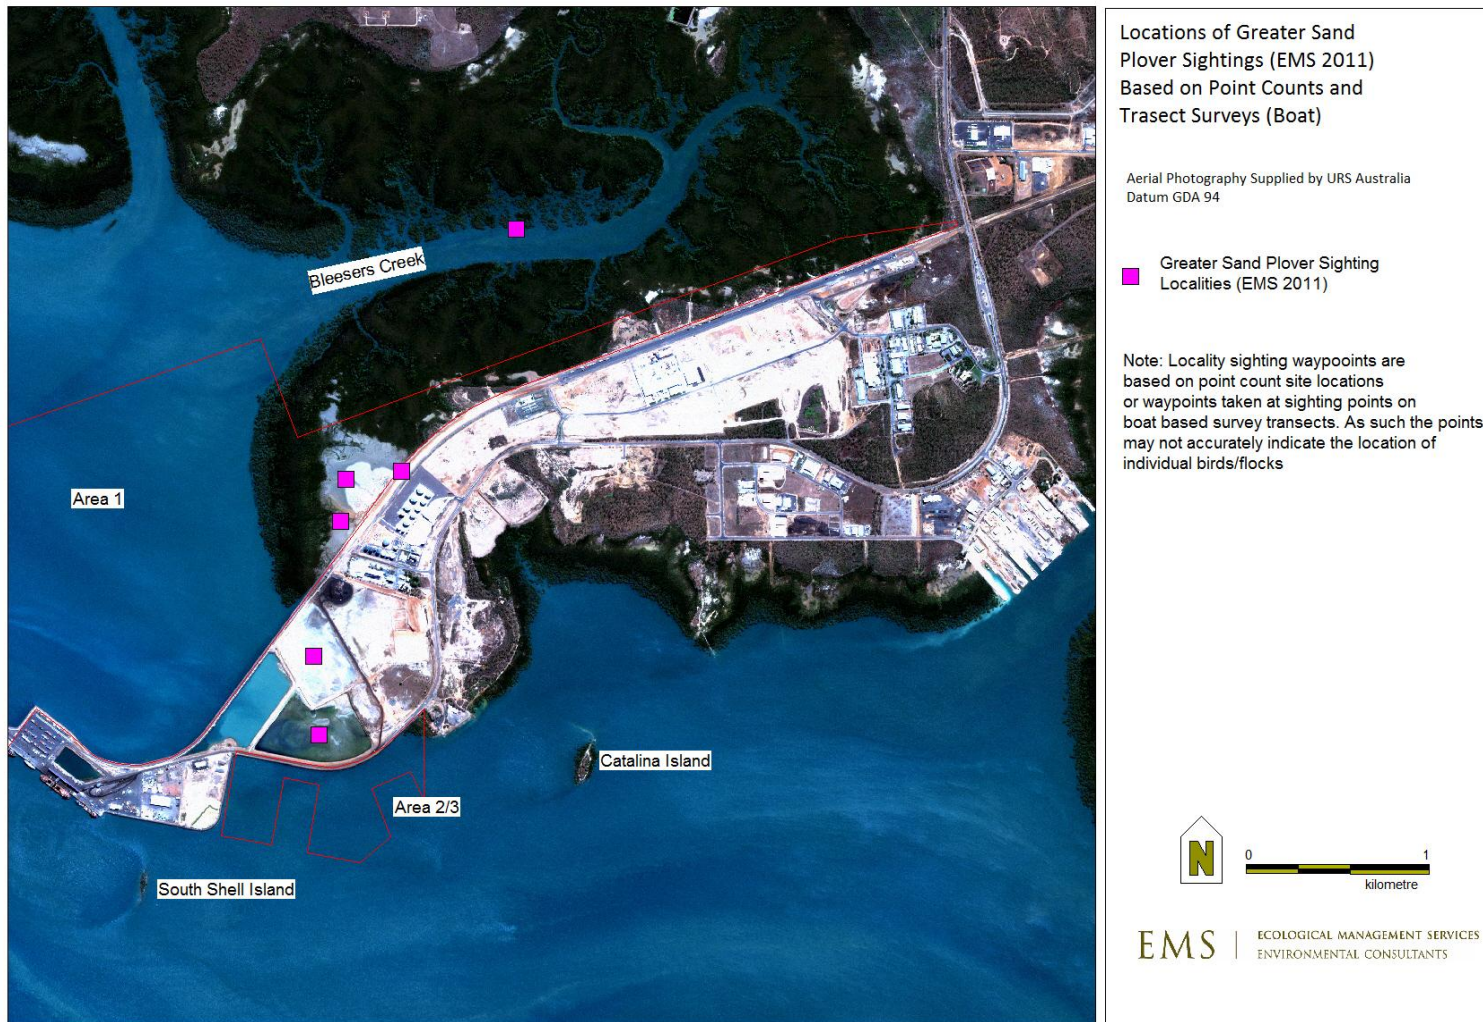 Locations of Greater Sand
Plover Sightings (EMS 2011)
Based on Point Counts and
Trasect Surveys (Boat)
Aerial Photography Supplied by URS Australia
Datum GDA 94
Greater Sand Plover Sighting
Localities (EMS 2011)
Note: Locality sighting waypooints are
based on point count site locations
or waypoints taken at sighting points on
boat based survey transects. As such the points
may not accurately indicate the location of
individual birds/flocks
Bleesers Creek
Area 1
Catalina Island
Area 2/3
South Shell Island
N
0 1
kilometre
EMS | ECOLOGICAL MANAGEMENT SERVICES
ENVIRONMENTAL CONSULTANTS